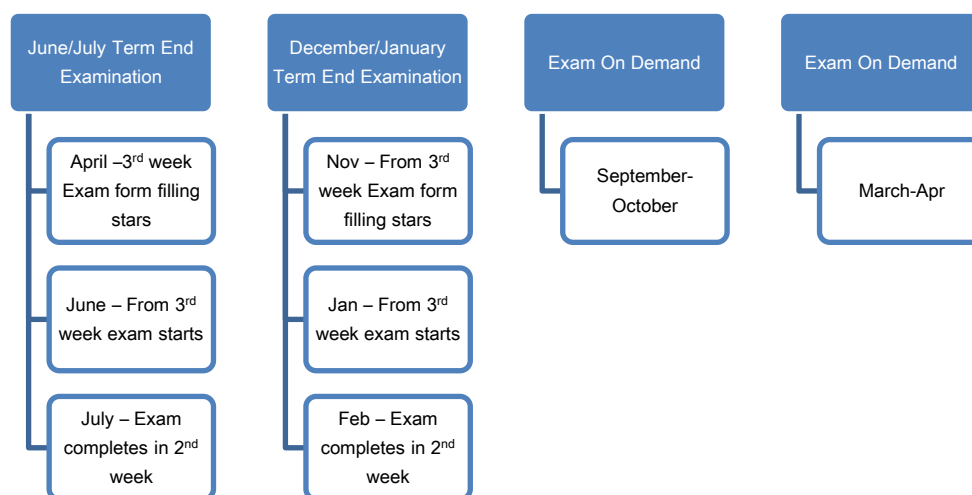 June/July Term End
Examination
April –3rd week
Exam form filling
stars
June – From 3rd
week exam starts
July – Exam
completes in 2nd
week
December/January
Term End Examination
Nov – From 3rd
week Exam form
filling stars
Jan – From 3rd
week exam starts
Feb – Exam
completes in 2nd
week
Exam On Demand
September-
October
Exam On Demand
March-Apr